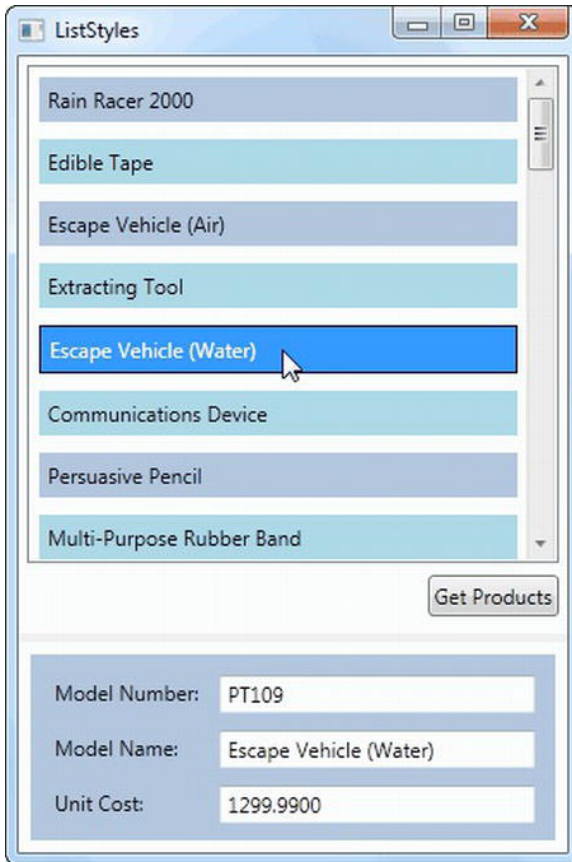 ListStyles
Rain Racer 2000
Edible Tape
Escape Vehicle (Air)
Extracting Tool
Escape Vehicle (Water)
Communications Device
Persuasive Pencil
Multi-Purpose Rubber Band
Get Products
Model Number: PT109
Model Name: Escape Vehicle (Water)
Unit Cost: 1299.9900